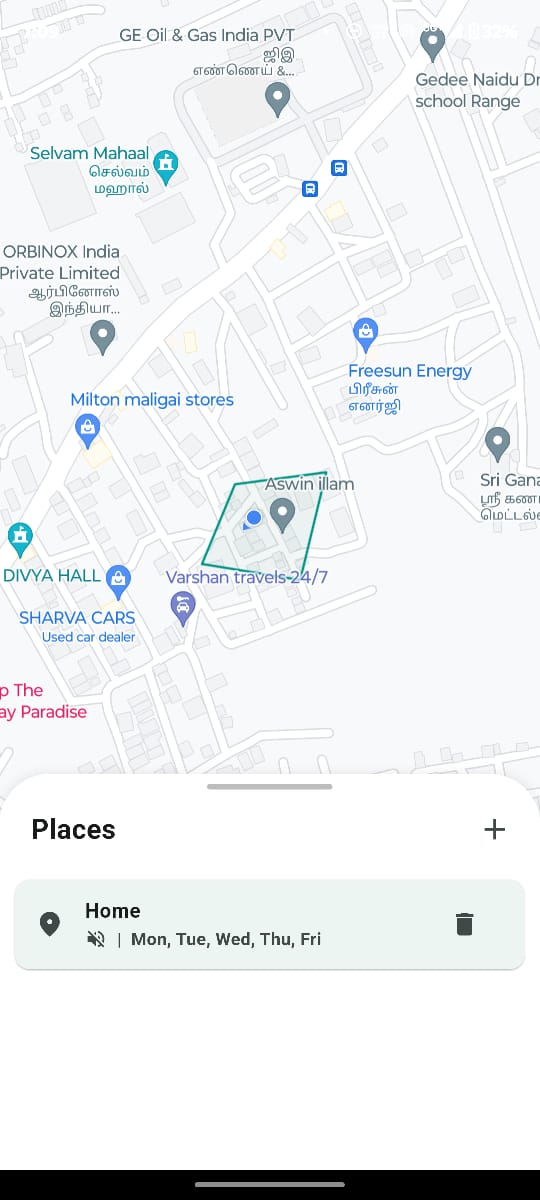 7:09
32%
GE Oil & Gas India PVT
ஜிஇ
எண்ணெய் &...
Gedee Naidu Dr
school Range
Selvam Mahaal
செல்வம்
மஹால்
ORBINOX India
Private Limited
ஆர்பினோஸ்
இந்தியா...
Freesun Energy
பிரீசுன்
எனர்ஜி
Milton maligai stores
Aswin illam
Sri Gana
ஸ்ரீ கண
மெட்டல்
DIVYA HALL
Varshan travels-24/7
SHARVA CARS
Used car dealer
p The
ay Paradise
Places
Home
| Mon, Tue, Wed, Thu, Fri